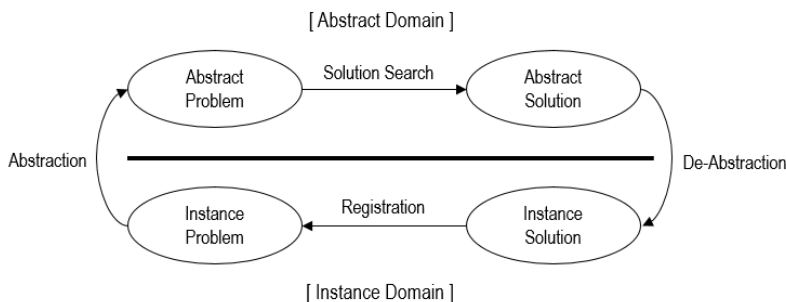 [ Abstract Domain ]
Abstract
Problem
Solution Search
Abstract
Solution
Abstraction
De-Abstraction
Instance
Problem
Registration
Instance
Solution
[ Instance Domain ]